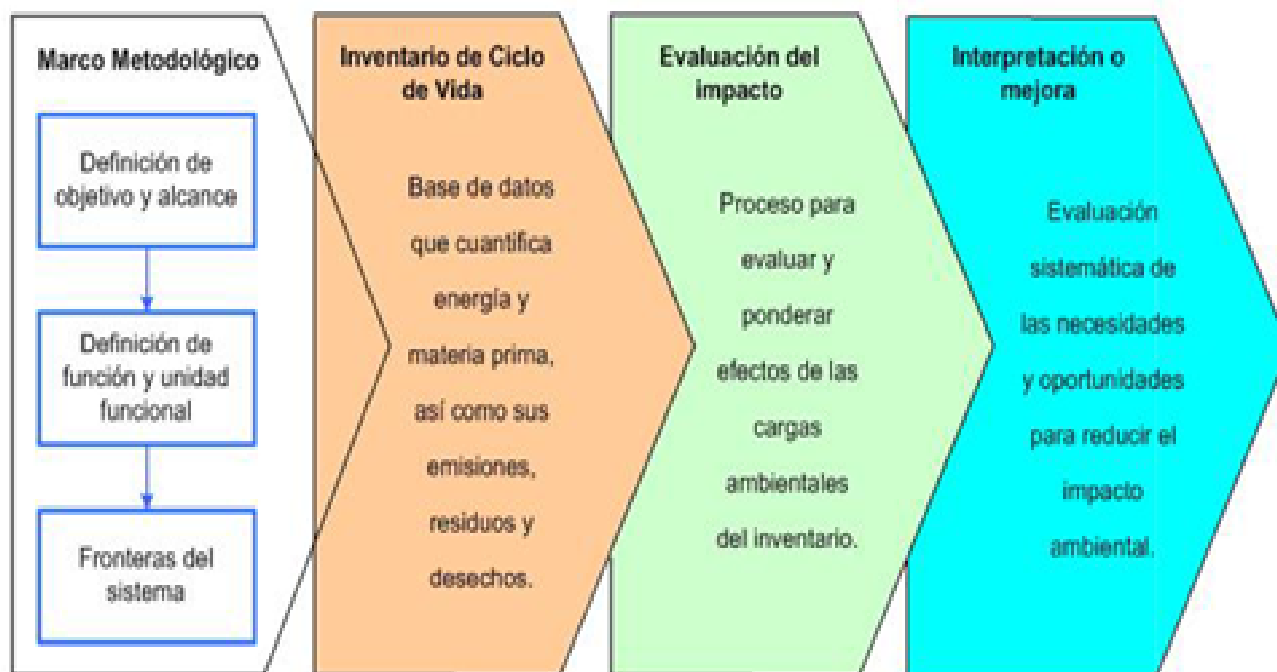 Marco Metodológico
Definición de
objetivo y alcance
Definición de
función y unidad
funcional
Fronteras del
sistema
Inventario de Ciclo
de Vida
Base de datos
que cuantifica
energía y
materia prima,
así como sus
emisiones,
residuos y
desechos.
Evaluación del
impacto
Proceso para
evaluar y
ponderar
efectos de las
cargas
ambientales
del inventario.
Interpretación o
mejora
Evaluación
sistemática de
las necesidades
y oportunidades
para reducir el
impacto
ambiental.